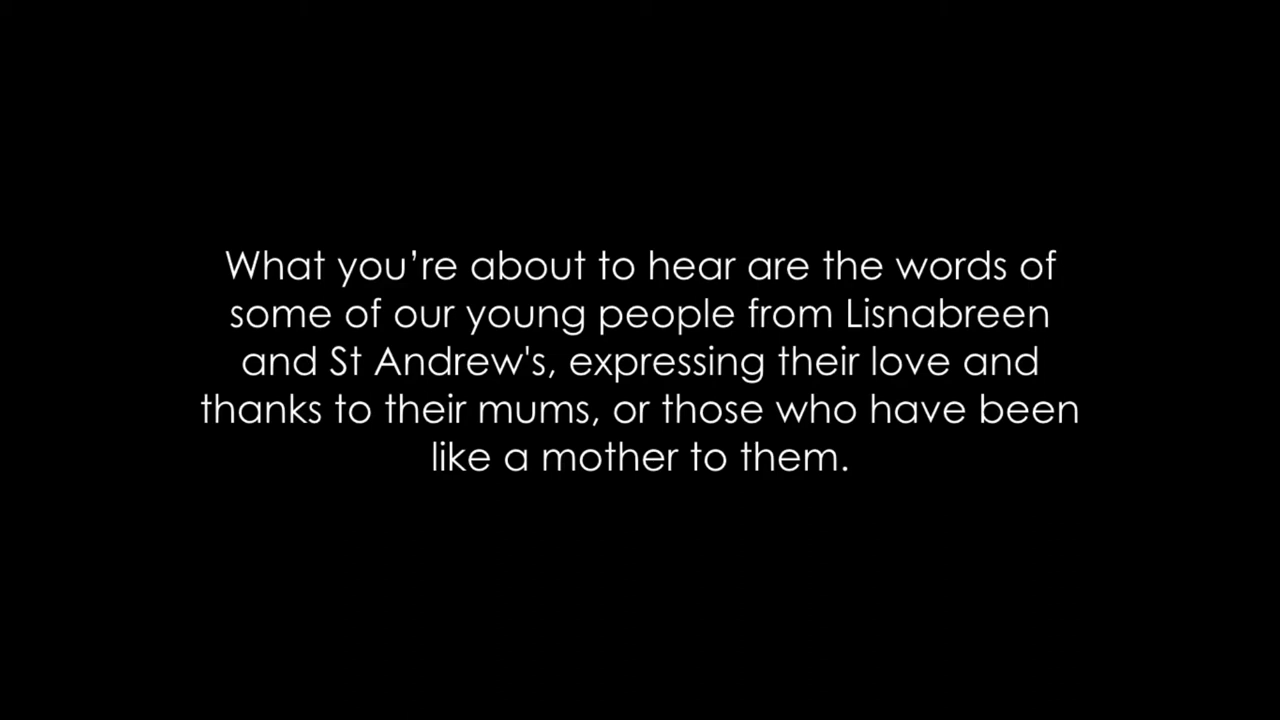 What you’re about to hear are the words of
some of our young people from Lisnabreen
and St Andrew's, expressing their love and
thanks to their mums, or those who have been
like a mother to them.